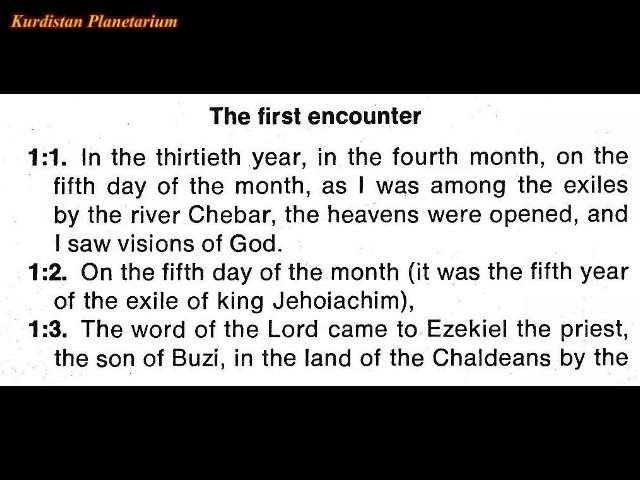 Kurdistan Planetarium
The first encounter
1:1. In the thirtieth year, in the fourth month, on the
fifth day of the month, as I was among the exiles
by the river Chebar, the heavens were opened, and
I saw visions of God.
1:2. On the fifth day of the month (it was the fifth year
of the exile of king Jehoiachim),
1:3. The word of the Lord came to Ezekiel the priest,
the son of Buzi, in the land of the Chaldeans by the